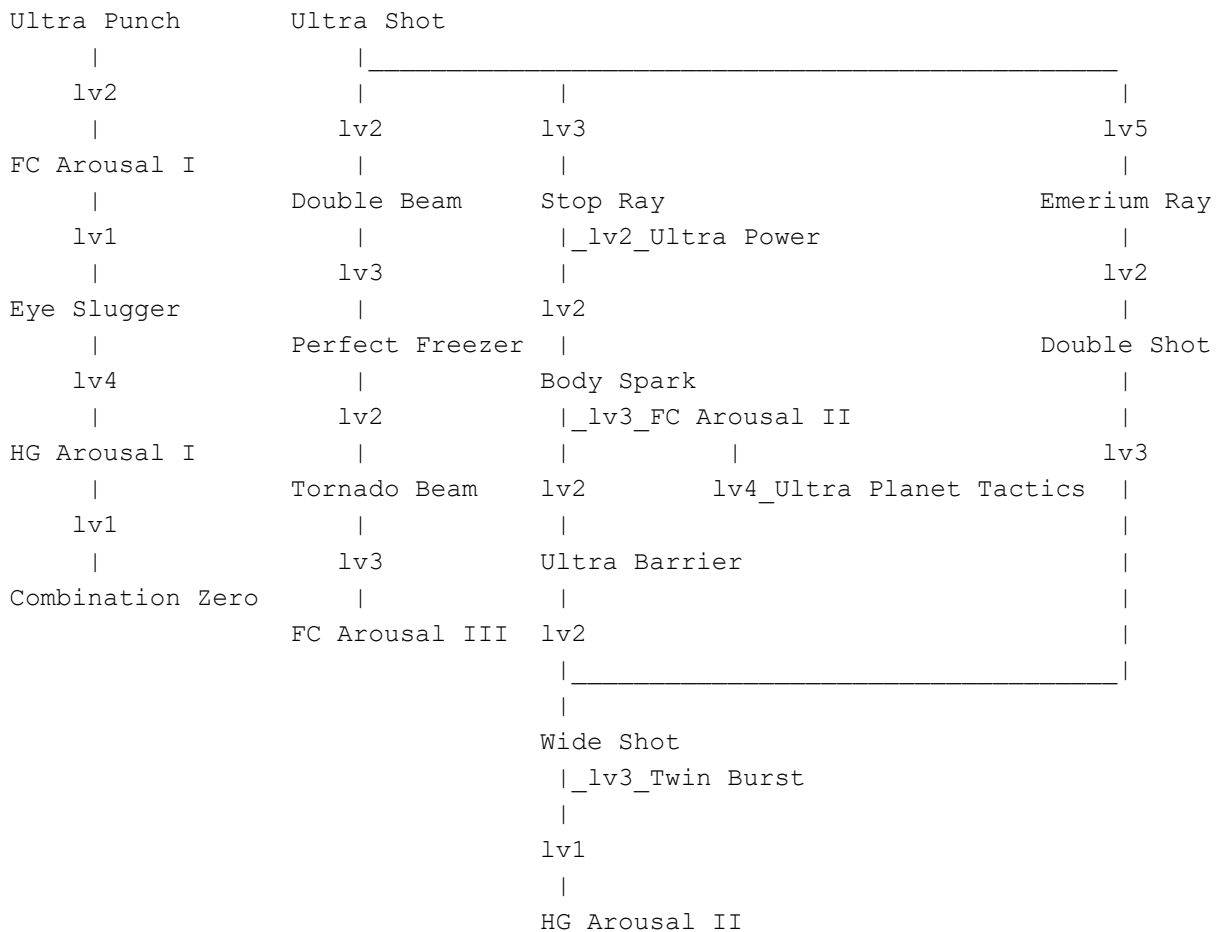 Ultra Punch       Ultra Shot
     |                |________________________________________________
    lv2               |            |                                   |
     |               lv2          lv3                                 lv5
FC Arousal I          |            |                                   |
     |            Double Beam     Stop Ray                        Emerium Ray
    lv1               |            |_lv2_Ultra Power                   |
     |               lv3           |                                  lv2
Eye Slugger           |           lv2                                  |
     |            Perfect Freezer  |                              Double Shot
    lv4               |           Body Spark                           |
     |               lv2           |_lv3_FC Arousal II                 |
HG Arousal I          |            |          |                       lv3
     |            Tornado Beam    lv2        lv4_Ultra Planet Tactics  |
    lv1               |            |                                   |
     |               lv3          Ultra Barrier                        |
Combination Zero      |            |                                   |
                  FC Arousal III  lv2                                  |
                                   |___________________________________|
                                   |
                                  Wide Shot
                                   |_lv3_Twin Burst
                                   |
                                  lv1
                                   |
                                  HG Arousal II